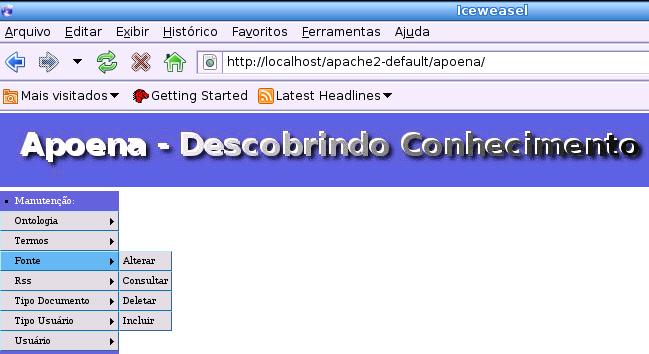 Iceweasel
Arquivo Editar Exibir Histórico Favoritos Ferramentas Ajuda
http://localhost/apache2-default/apoena/
Mais visitados Getting Started Latest Headlines
Apoena - Descobrindo Conhecimento
Manutenção:
Ontologia
Termos
Fonte Alterar
Rss Consultar
Tipo Documento Deletar
Tipo Usuário Incluir
Usuário